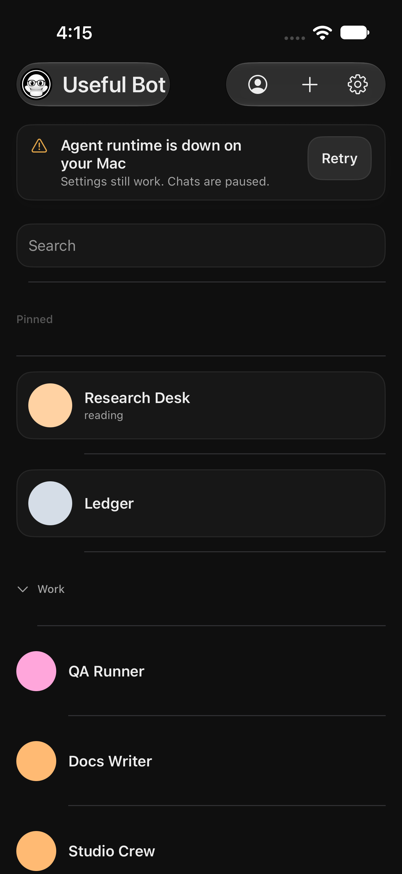 4:15
Useful Bot
Agent runtime is down on
your Mac
Settings still work. Chats are paused.
Retry
Search
Pinned
Research Desk
reading
Ledger
Work
QA Runner
Docs Writer
Studio Crew